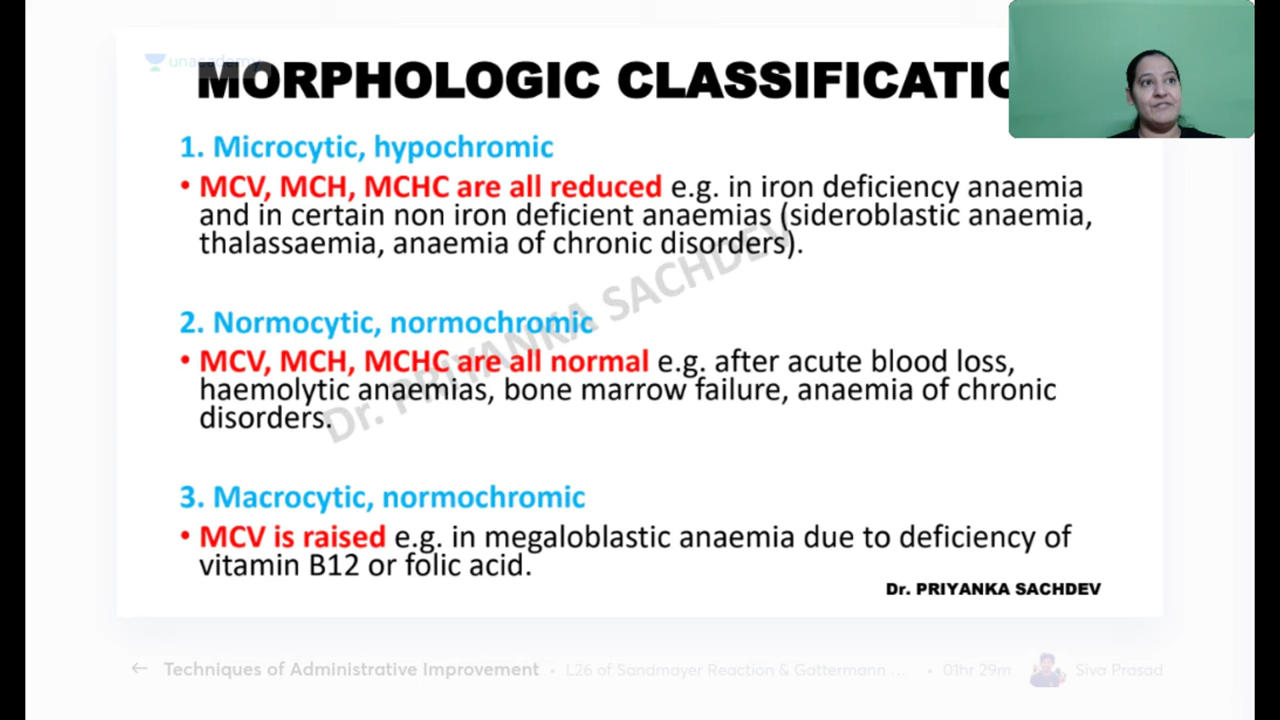 unacademy
MORPHOLOGIC CLASSIFICATIO
1. Microcytic, hypochromic
• MCV, MCH, MCHC are all reduced e.g. in iron deficiency anaemia
and in certain non iron deficient anaemias (sideroblastic anaemia,
thalassaemia, anaemia of chronic disorders).
2. Normocytic, normochromic
• MCV, MCH, MCHC are all normal e.g. after acute blood loss,
haemolytic anaemias, bone marrow failure, anaemia of chronic
disorders.
Dr. PRIYANKA SACHDEV
3. Macrocytic, normochromic
• MCV is raised e.g. in megaloblastic anaemia due to deficiency of
vitamin B12 or folic acid.
Dr. PRIYANKA SACHDEV
← Techniques of Administrative Improvement • L26 of Sandmayer Reaction & Gattermann ... • 01hr 29m Siva Prasad